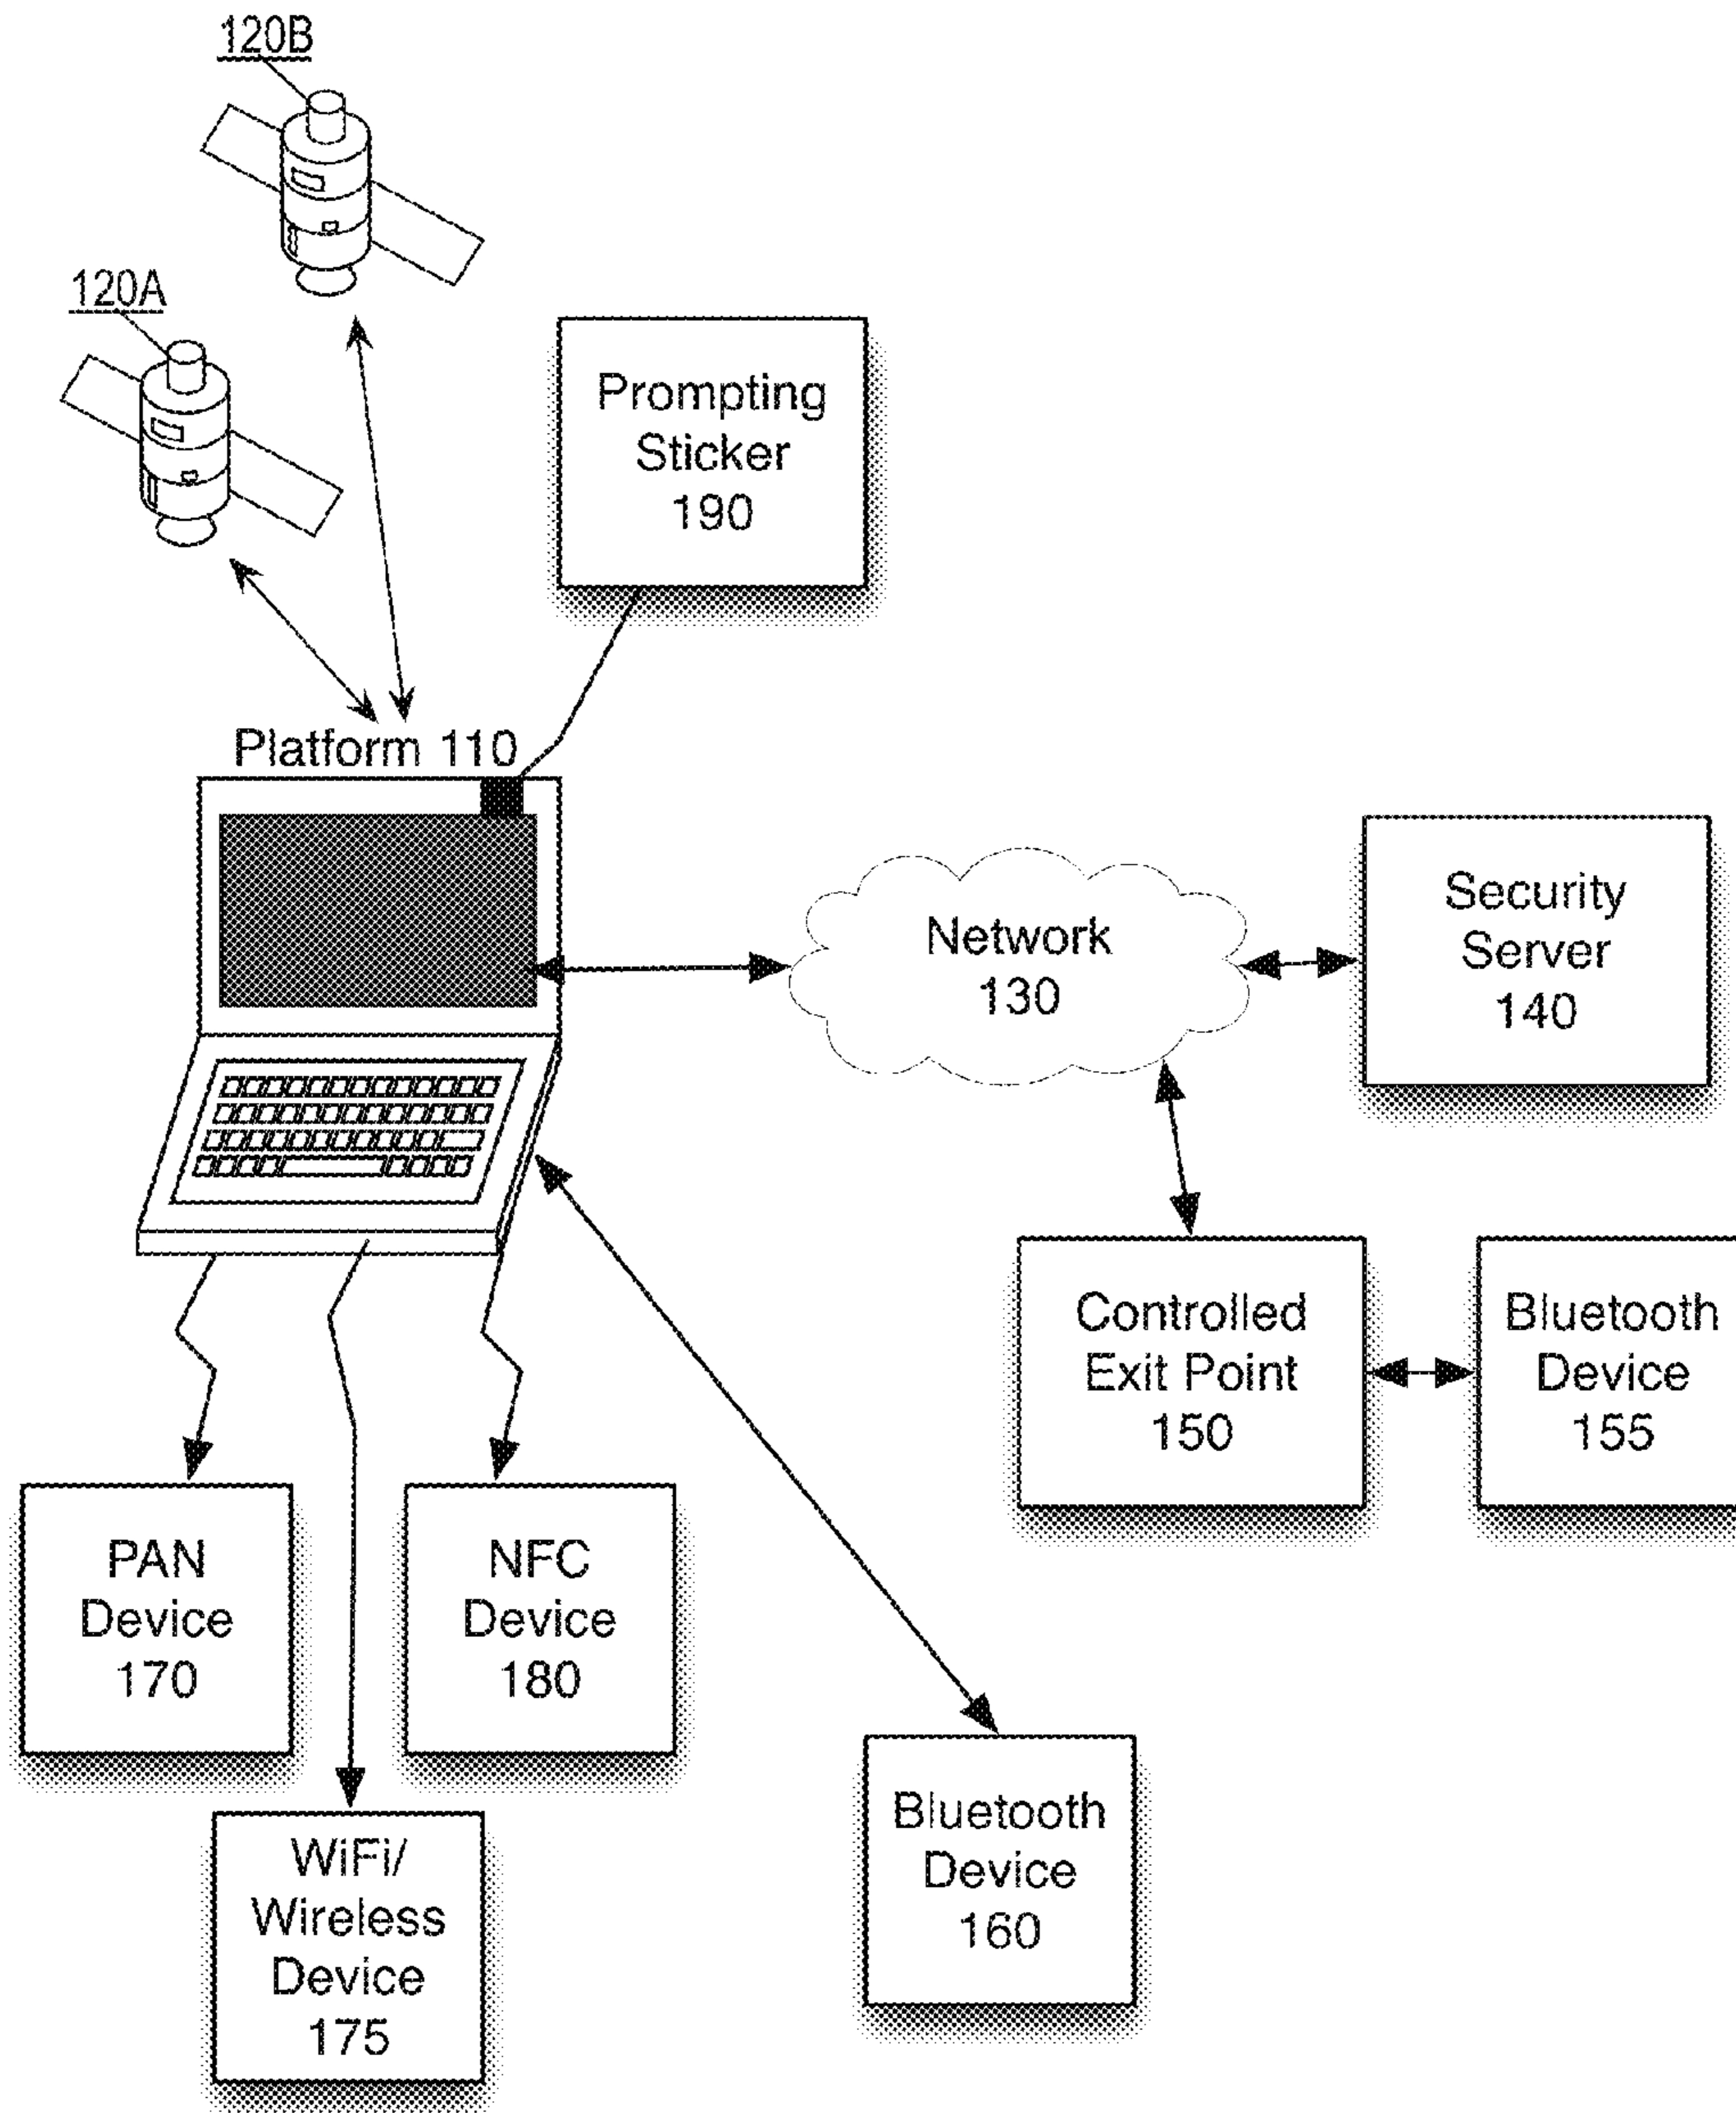 120B
120A
Prompting
Sticker
190
Platform 110
Network
130
Security
Server
140
Controlled
Exit Point
150
Bluetooth
Device
155
PAN
Device
170
NFC
Device
180
WiFi/
Wireless
Device
175
Bluetooth
Device
160